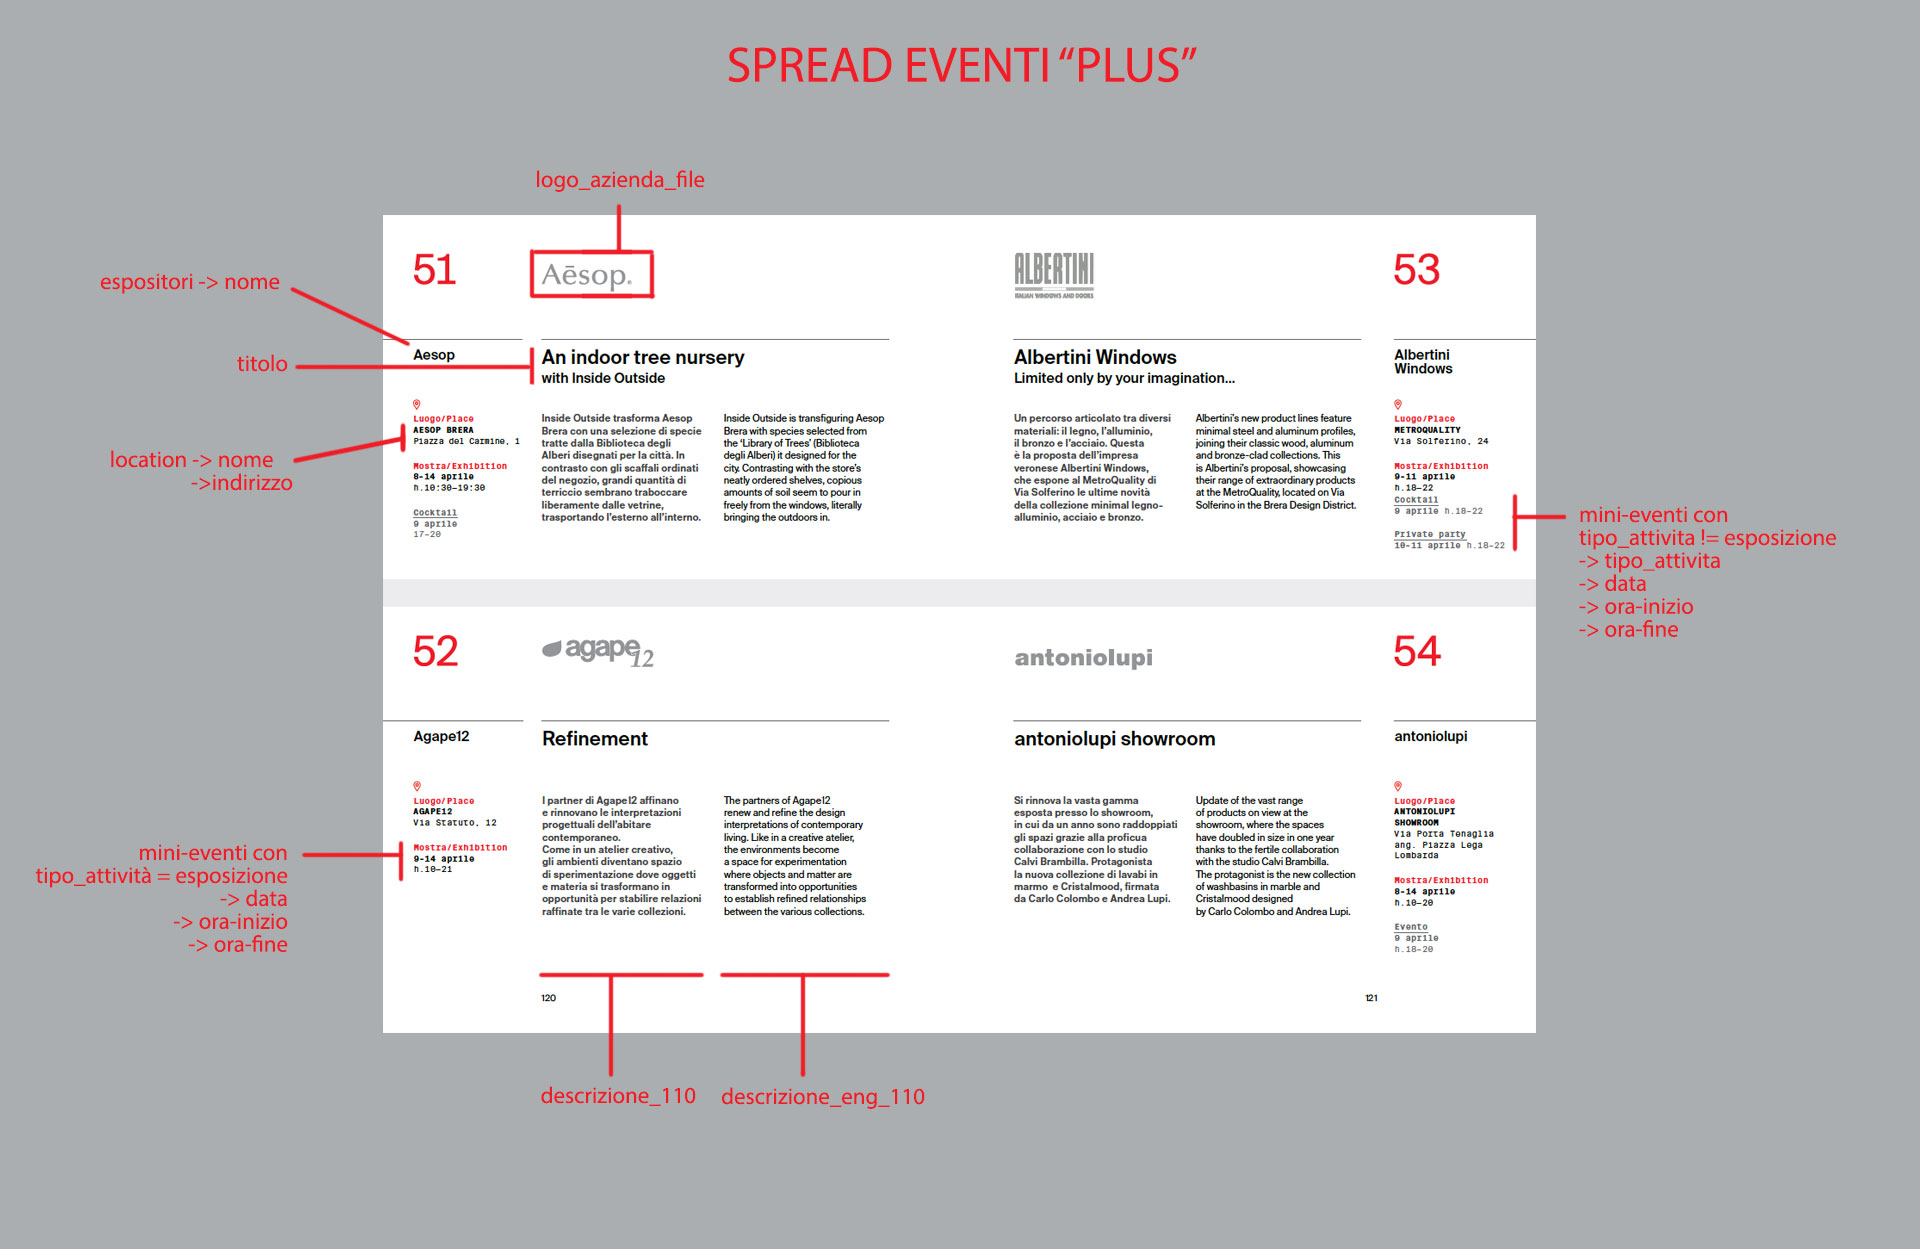 SPREAD EVENTI “PLUS”
logo_azienda_file
espositori -> nome
titolo
location -> nome
->indirizzo
51
Aēsop.
Aesop
An indoor tree nursery
with Inside Outside
Luogo/Place
AESOP BRERA
Piazza del Carmine, 1
Mostra/Exhibition
8-14 aprile
h.10:30–19:30
Cocktail
9 aprile
17-20
Inside Outside trasforma Aesop
Brera con una selezione di specie
tratte dalla Biblioteca degli
Alberi disegnati per la città. In
contrasto con gli scaffali ordinati
del negozio, grandi quantità di
terriccio sembrano traboccare
liberamente dalle vetrine,
trasportando l’esterno all’interno.
Inside Outside is transfiguring Aesop
Brera with species selected from
the ‘Library of Trees’ (Biblioteca
degli Alberi) it designed for the
city. Contrasting with the store’s
neatly ordered shelves, copious
amounts of soil seem to pour in
freely from the windows, literally
bringing the outdoors in.
ALBERTINI
ITALIAN WINDOWS AND DOORS
53
Albertini Windows
Limited only by your imagination...
Albertini
Windows
Un percorso articolato tra diversi
materiali: il legno, l’alluminio,
il bronzo e l’acciaio. Questa
è la proposta dell’impresa
veronese Albertini Windows,
che espone al MetroQuality di
Via Solferino le ultime novità
della collezione minimal legno-
alluminio, acciaio e bronzo.
Albertini’s new product lines feature
minimal steel and aluminum profiles,
joining their classic wood, aluminum
and bronze-clad collections. This
is Albertini’s proposal, showcasing
their range of extraordinary products
at the MetroQuality, located on Via
Solferino in the Brera Design District.
Luogo/Place
METROQUALITY
Via Solferino, 24
Mostra/Exhibition
9-11 aprile
h.18–22
Cocktail
9 aprile h.18-22
Private party
10-11 aprile h.18-22
mini-eventi con
tipo_attivita != esposizione
-> tipo_attivita
-> data
-> ora-inizio
-> ora-fine
52
agape12
Agape12
Refinement
Luogo/Place
AGAPE12
Via Statuto, 12
Mostra/Exhibition
9-14 aprile
h.10–21
mini-eventi con
tipo_attività = esposizione
-> data
-> ora-inizio
-> ora-fine
I partner di Agape12 affinano
e rinnovano le interpretazioni
progettuali dell’abitare
contemporaneo.
Come in un atelier creativo,
gli ambienti diventano spazio
di sperimentazione dove oggetti
e materia si trasformano in
opportunità per stabilire relazioni
raffinate tra le varie collezioni.
The partners of Agape12
renew and refine the design
interpretations of contemporary
living. Like in a creative atelier,
the environments become
a space for experimentation
where objects and matter are
transformed into opportunities
to establish refined relationships
between the various collections.
120
antoniolupi
54
antoniolupi showroom
antoniolupi
Si rinnova la vasta gamma
esposta presso lo showroom,
in cui da un anno sono raddoppiati
gli spazi grazie alla proficua
collaborazione con lo studio
Calvi Brambilla. Protagonista
la nuova collezione di lavabi in
marmo e Cristalmood, firmata
da Carlo Colombo e Andrea Lupi.
Update of the vast range
of products on view at the
showroom, where the spaces
have doubled in size in one year
thanks to the fertile collaboration
with the studio Calvi Brambilla.
The protagonist is the new collection
of washbasins in marble and
Cristalmood designed
by Carlo Colombo and Andrea Lupi.
Luogo/Place
ANTONIOLUPI
SHOWROOM
Via Porta Tenaglia
ang. Piazza Lega
Lombarda
Mostra/Exhibition
8-14 aprile
h.10-20
Evento
9 aprile
h.18-20
121
descrizione_110
descrizione_eng_110